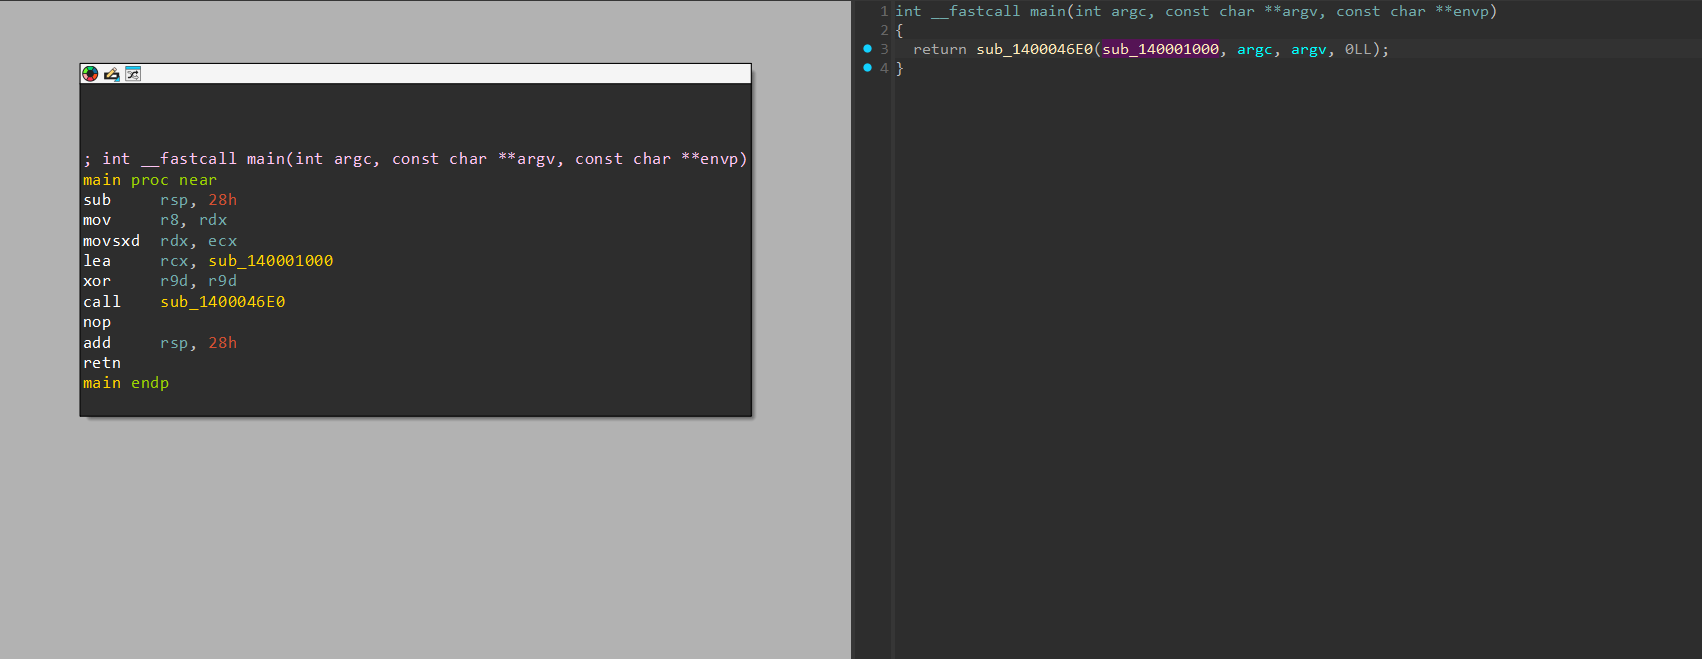 ; int __fastcall main(int argc, const char **argv, const char **envp)
main proc near
sub rsp, 28h
mov r8, rdx
movsxd rdx, ecx
lea rcx, sub_140001000
xor r9d, r9d
call sub_1400046E0
nop
add rsp, 28h
retn
main endp
1 int __fastcall main(int argc, const char **argv, const char **envp)
2 {
3 return sub_1400046E0(sub_140001000, argc, argv, 0LL);
4 }